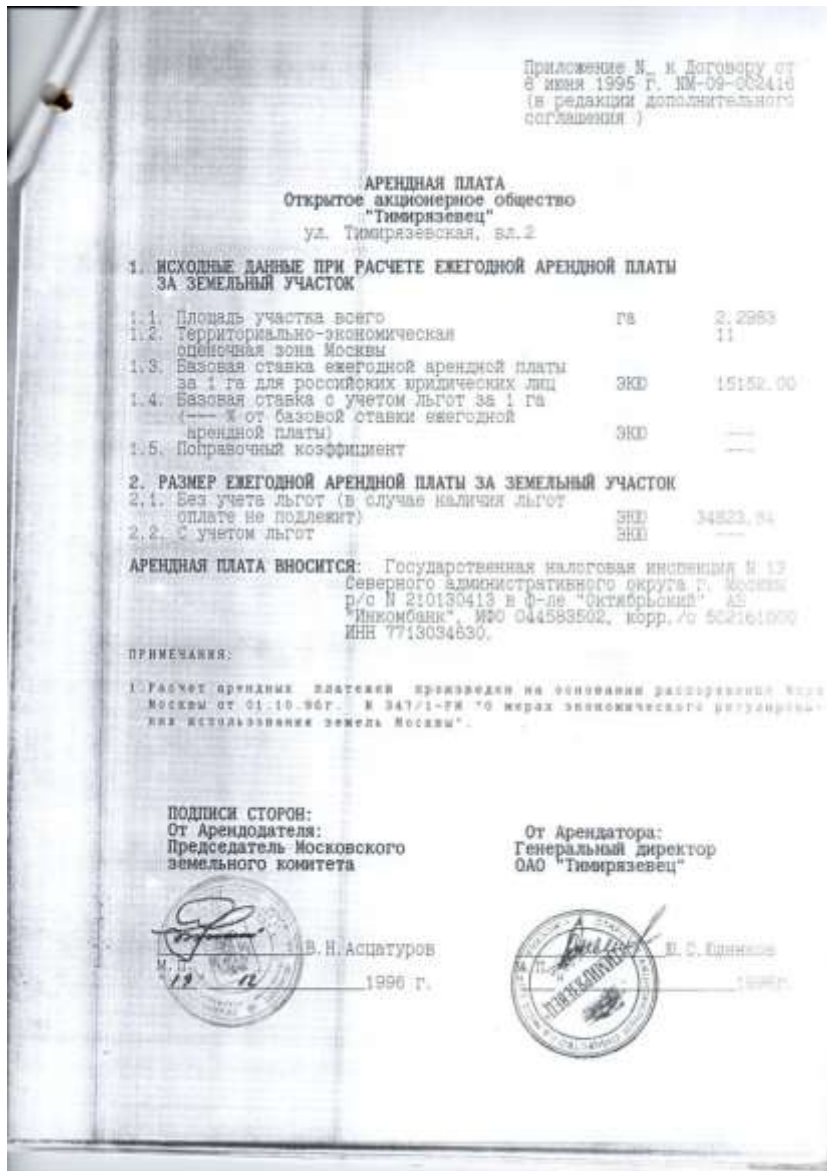 Приложение N_ к Договору от
6 июня 1995 г. NМ-09-002416
(в редакции дополнительного
соглашения )
АРЕНДНАЯ ПЛАТА
Открытое акционерное общество
"Тимирязевец"
ул. Тимирязевская, вл.2
1. ИСХОДНЫЕ ДАННЫЕ ПРИ РАСЧЕТЕ ЕЖЕГОДНОЙ АРЕНДНОЙ ПЛАТЫ
ЗА ЗЕМЕЛЬНЫЙ УЧАСТОК
1.1. Площадь участка всего га 2.2983
1.2. Территориально-экономическая 11
оценочная зона Москвы
1.3. Базовая ставка ежегодной арендной платы
за 1 га для российских юридических лиц ЭКЮ 15152.00
1.4. Базовая ставка с учетом льгот за 1 га
(--- % от базовой ставки ежегодной
арендной платы) ЭКЮ ---
1.5. Поправочный коэффициент ---
2. РАЗМЕР ЕЖЕГОДНОЙ АРЕНДНОЙ ПЛАТЫ ЗА ЗЕМЕЛЬНЫЙ УЧАСТОК
2.1. Без учета льгот (в случае наличия льгот
оплате не подлежит) ЭКЮ 34823.84
2.2. С учетом льгот ЭКЮ ---
АРЕНДНАЯ ПЛАТА ВНОСИТСЯ: Государственная налоговая инспекция N 13
Северного административного округа г. Москвы
р/с N 210130413 в ф-ле "Октябрьский" АБ
"Инкомбанк", МФО 044583502, корр./с 502161600
ИНН 7713034630.
ПРИМЕЧАНИЯ:
1 Расчет арендных платежей произведен на основании распоряжения Мэра
Москвы от 01.10.96г. N 347/1-РМ "О мерах экономического регулирова-
ния использования земель Москвы".
ПОДПИСИ СТОРОН:
От Арендодателя:
Председатель Московского
земельного комитета
От Арендатора:
Генеральный директор
ОАО "Тимирязевец"
В.Н.Асцатуров
М.П.
"19" 12 1996 г.
Ю.С.
М.П.
1996г.
"ТИМИРЯЗЕВЕЦ"